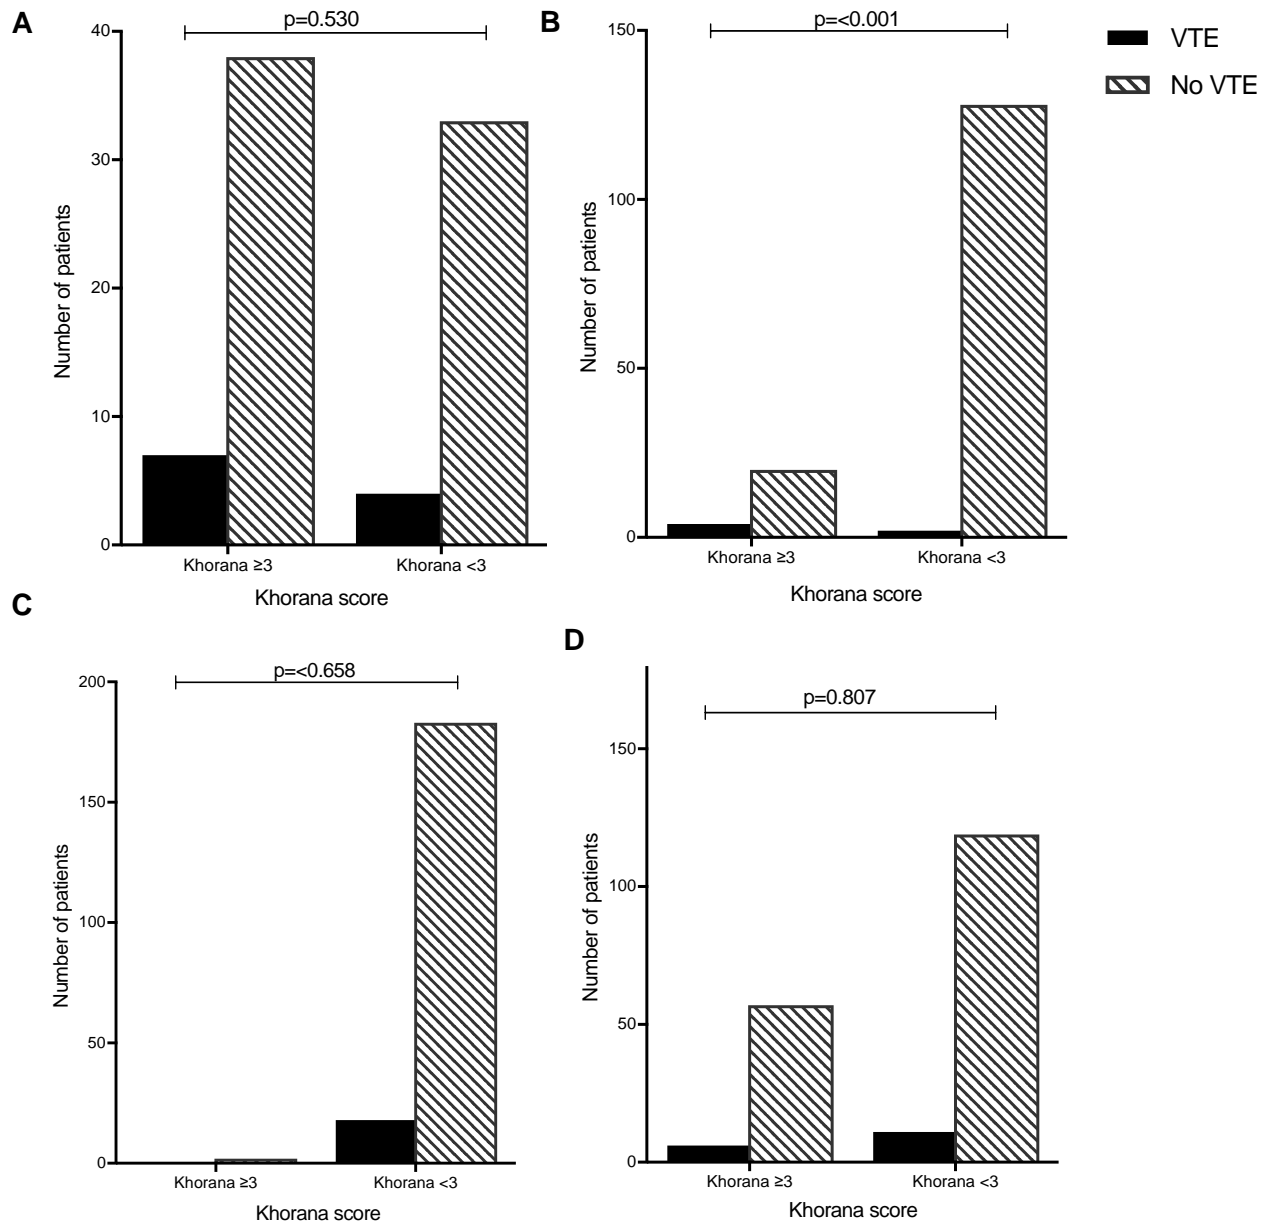 A
p=0.530
40
30
20
10
0
Number of patients
Khorana ≥3
Khorana <3
Khorana score
B
p=<0.001
150
100
50
0
Number of patients
Khorana ≥3
Khorana <3
Khorana score
VTE
No VTE
C
p=<0.658
200
150
100
50
0
Number of patients
Khorana ≥3
Khorana <3
Khorana score
D
p=0.807
150
100
50
0
Number of patients
Khorana ≥3
Khorana <3
Khorana score